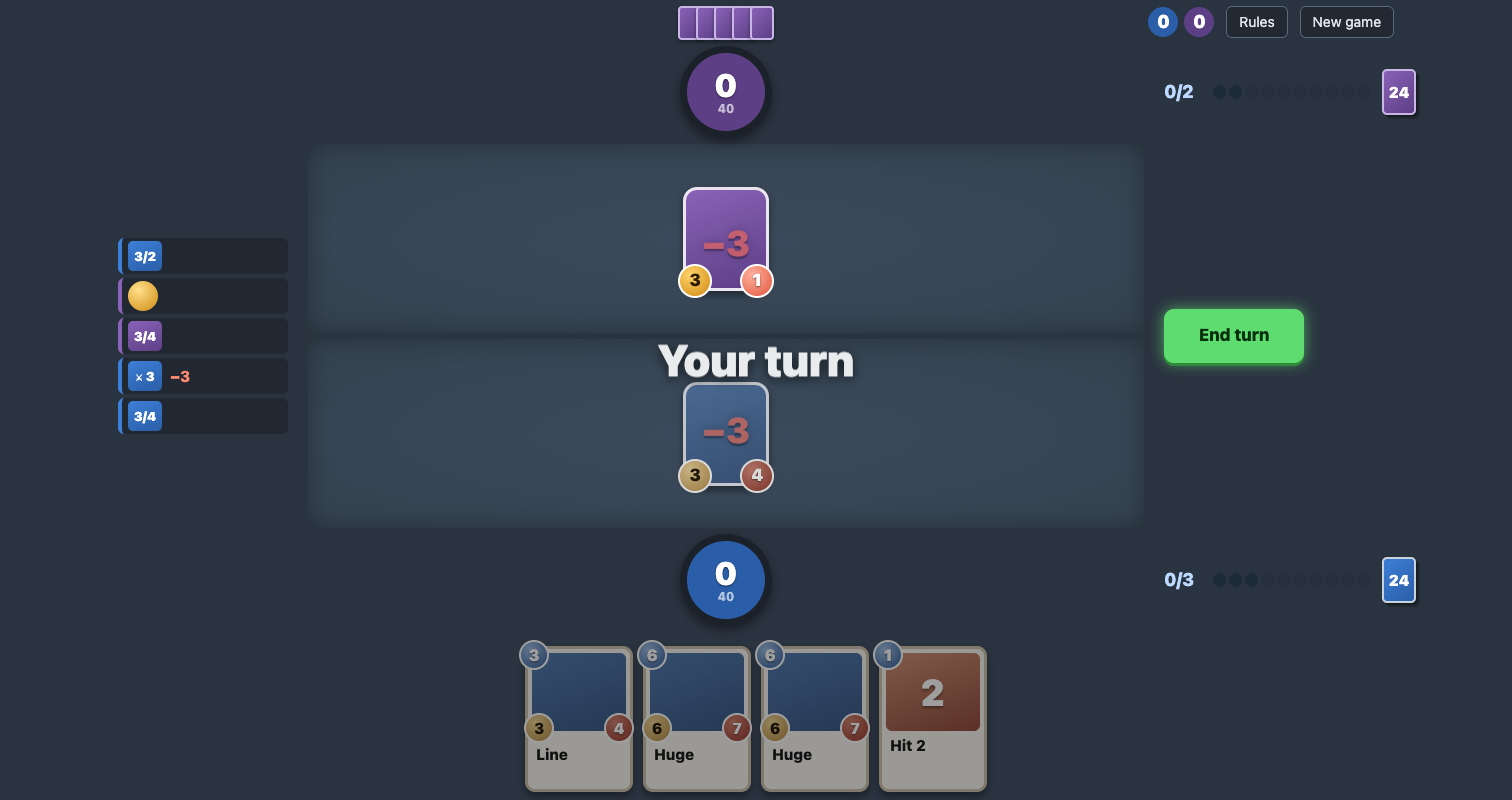 0 0 Rules New game
0
40
0/2 24
-3
3 1
3/2
3/4
⚔3 -3
3/4
End turn
Your turn
-3
3 4
0
40
0/3 24
3 6 6 1
2
3 4 6 7 6 7
Line Huge Huge Hit 2